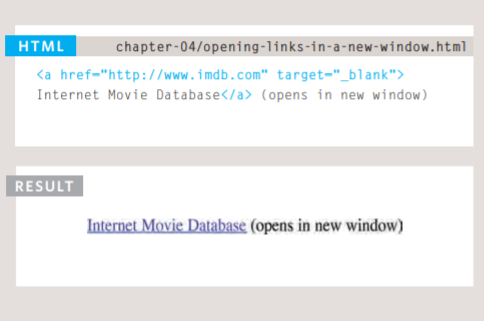 HTML chapter-04/opening-links-in-a-new-window.html
<a href="http://www.imdb.com" target="_blank">
Internet Movie Database</a> (opens in new window)
RESULT
Internet Movie Database (opens in new window)